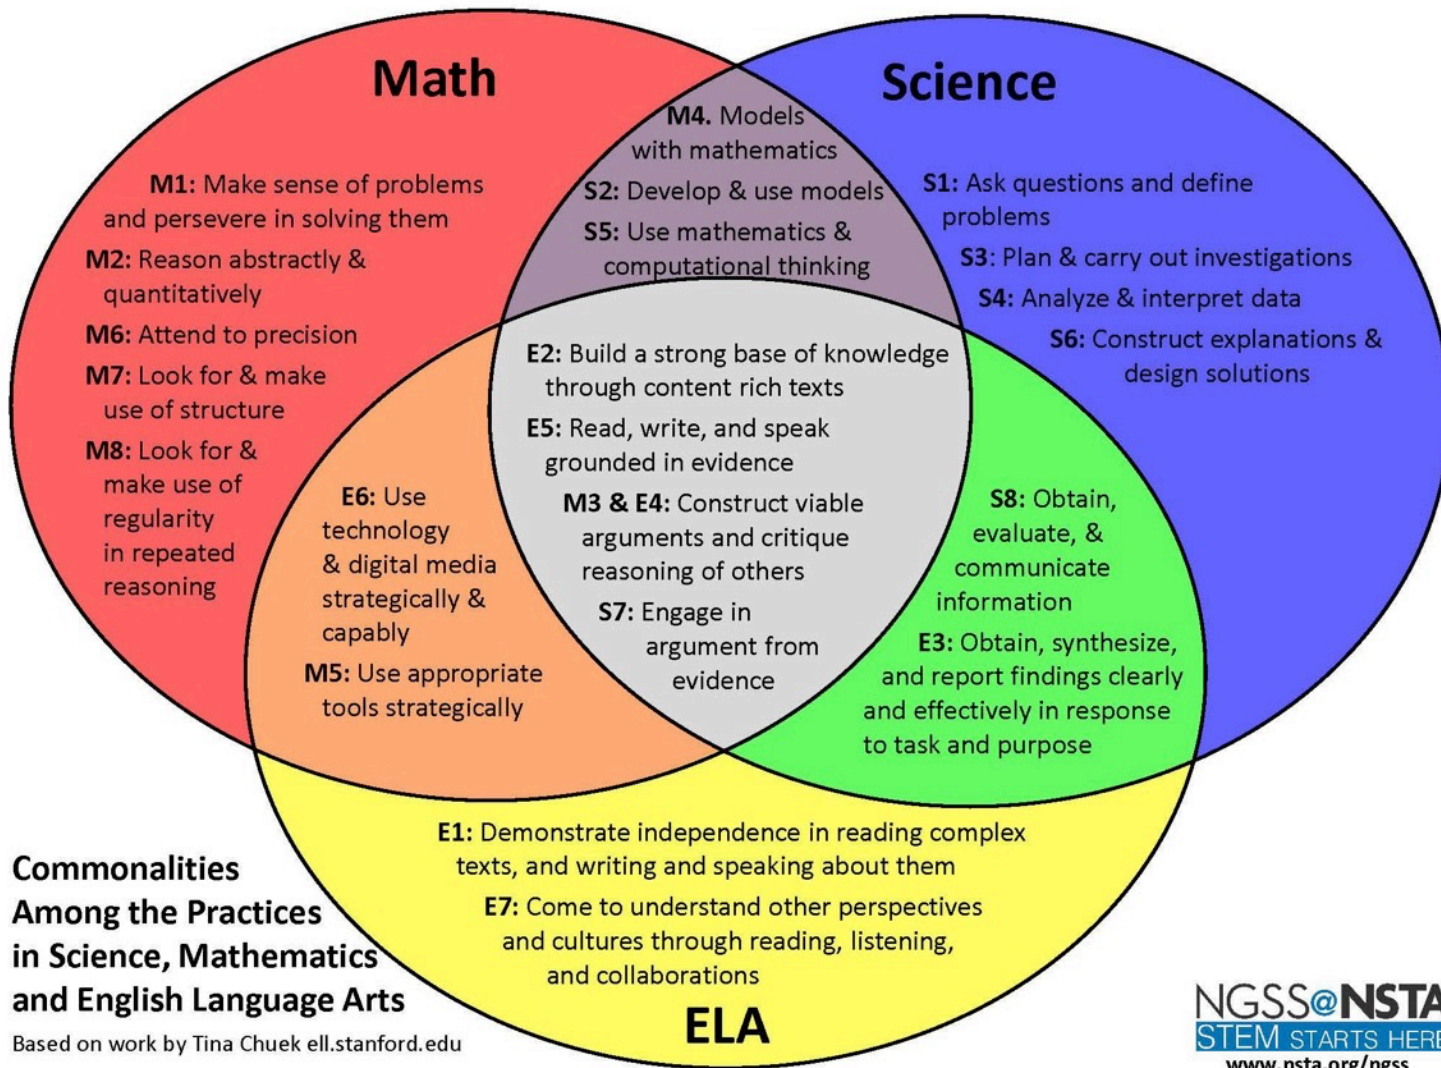 Math
Science
M4. Models
with mathematics
S2: Develop & use models
S5: Use mathematics &
computational thinking
M1: Make sense of problems
and persevere in solving them
M2: Reason abstractly &
quantitatively
M6: Attend to precision
M7: Look for & make
use of structure
M8: Look for &
make use of
regularity
in repeated
reasoning
S1: Ask questions and define
problems
S3: Plan & carry out investigations
S4: Analyze & interpret data
S6: Construct explanations &
design solutions
E2: Build a strong base of knowledge
through content rich texts
E5: Read, write, and speak
grounded in evidence
M3 & E4: Construct viable
arguments and critique
reasoning of others
S7: Engage in
argument from
evidence
E6: Use
technology
& digital media
strategically &
capably
M5: Use appropriate
tools strategically
S8: Obtain,
evaluate, &
communicate
information
E3: Obtain, synthesize,
and report findings clearly
and effectively in response
to task and purpose
E1: Demonstrate independence in reading complex
texts, and writing and speaking about them
E7: Come to understand other perspectives
and cultures through reading, listening,
and collaborations
ELA
Commonalities
Among the Practices
in Science, Mathematics
and English Language Arts
Based on work by Tina Chuek ell.stanford.edu
NGSS@NSTA
STEM STARTS HERE
www.nsta.org/ngss